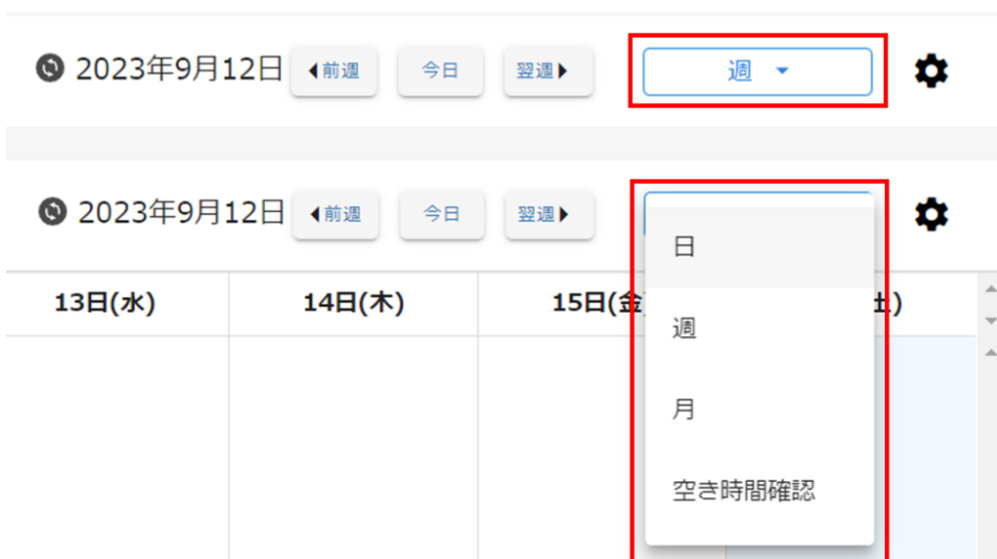 2023年9月12日 前週 今日 翌週 週
2023年9月12日 前週 今日 翌週
日
13日(水) 14日(木) 15日(金 土)
週
月
空き時間確認